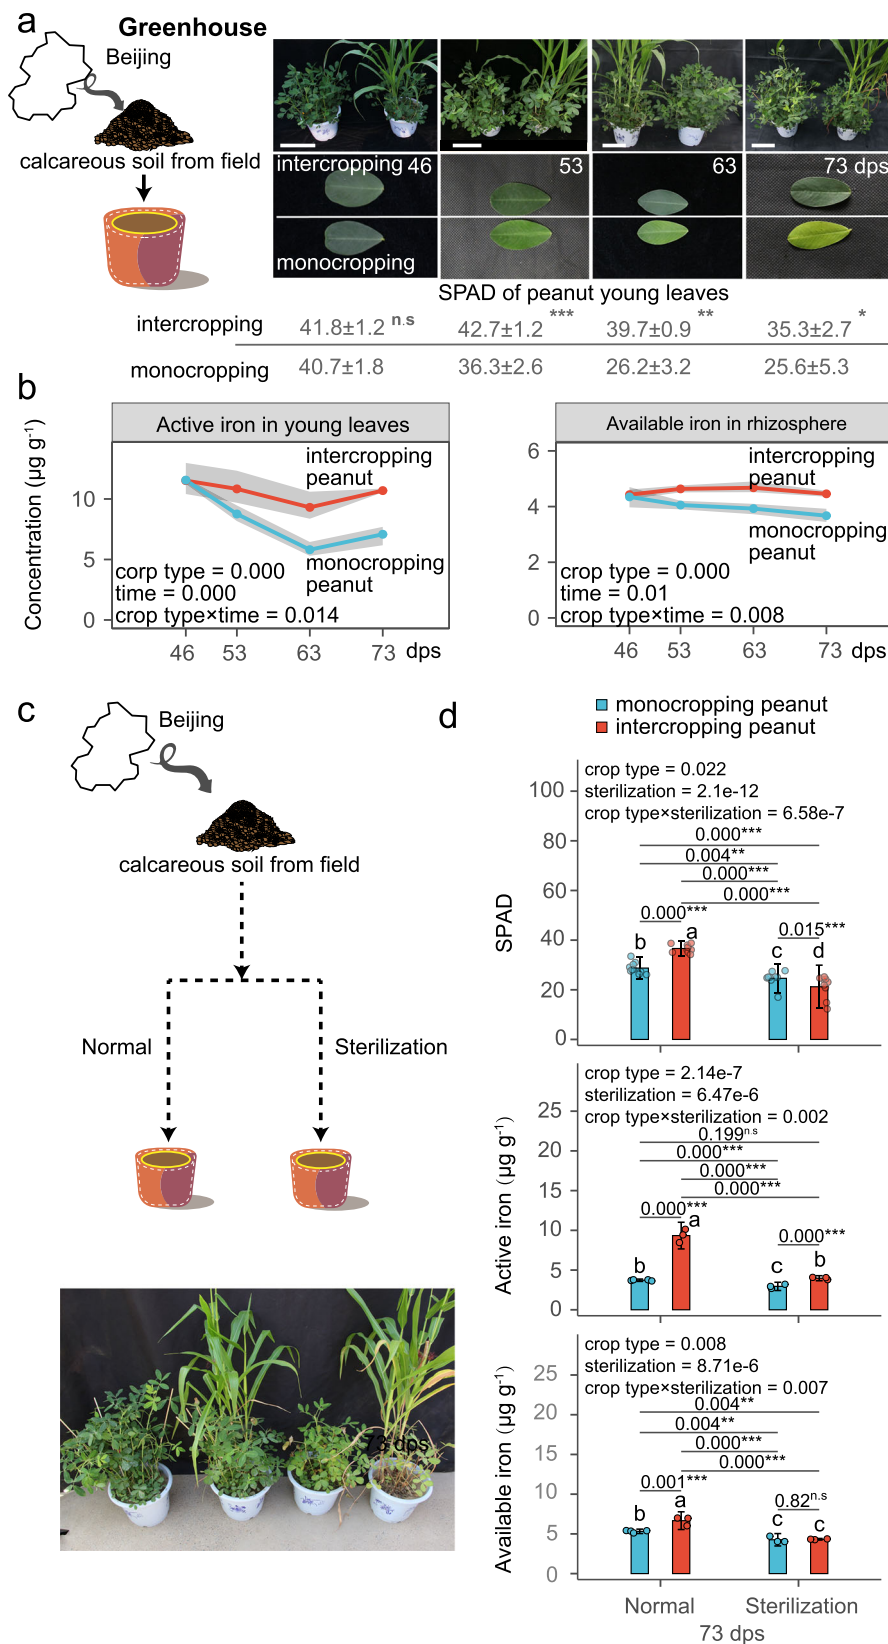 a
Greenhouse
Beijing
calcareous soil from field
intercropping 46
53
63
73 dps
monocropping
SPAD of peanut young leaves
intercropping 41.8±1.2 n.s 42.7±1.2 *** 39.7±0.9 ** 35.3±2.7 *
monocropping 40.7±1.8 36.3±2.6 26.2±3.2 25.6±5.3
b
Active iron in young leaves
Concentration (µg g-1)
10
5
0
intercropping
peanut
monocropping
peanut
corp type = 0.000
time = 0.000
crop type×time = 0.014
46 53 63 73 dps
Available iron in rhizosphere
6
4
2
0
intercropping
peanut
monocropping
peanut
crop type = 0.000
time = 0.01
crop type×time = 0.008
46 53 63 73 dps
c
Beijing
calcareous soil from field
Normal
Sterilization
73 dps
d
monocropping peanut
intercropping peanut
SPAD
100
80
60
40
20
0
crop type = 0.022
sterilization = 2.1e-12
crop type×sterilization = 6.58e-7
0.000***
0.004**
0.000***
0.000***
0.000***
0.015***
b a c d
Active iron (µg g-1)
25
20
15
10
5
0
crop type = 2.14e-7
sterilization = 6.47e-6
crop type×sterilization = 0.002
0.199n.s
0.000***
0.000***
0.000***
0.000***
0.000***
b a c b
Available iron (µg g-1)
25
20
15
10
5
0
crop type = 0.008
sterilization = 8.71e-6
crop type×sterilization = 0.007
0.004**
0.004**
0.000***
0.000***
0.001***
0.82n.s
b a c c
Normal Sterilization
73 dps